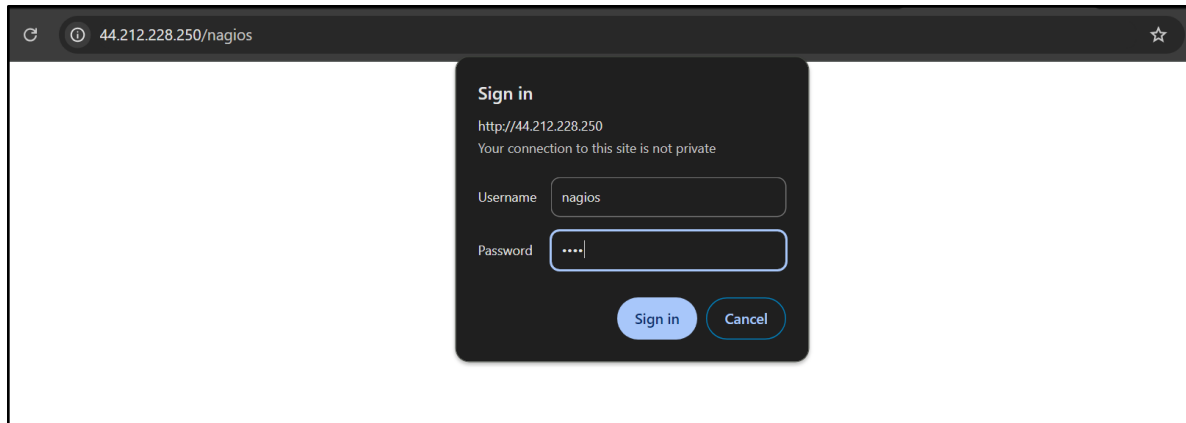 44.212.228.250/nagios
Sign in
http://44.212.228.250
Your connection to this site is not private
Username nagios
Password ••••
Sign in Cancel